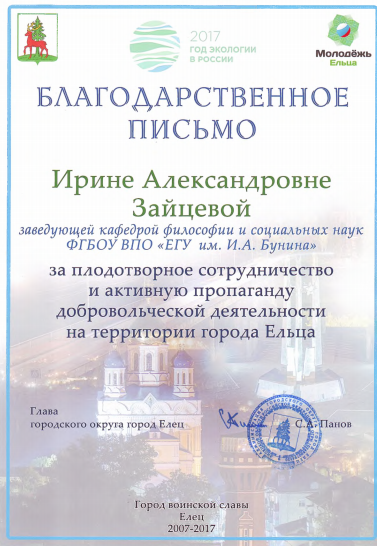 2017
ГОД ЭКОЛОГИИ
В РОССИИ
Молодёжь
Ельца
БЛАГОДАРСТВЕННОЕ
ПИСЬМО
Ирине Александровне
Зайцевой
заведующей кафедрой философии и социальных наук
ФГБОУ ВПО «ЕГУ им. И.А. Бунина»
за плодотворное сотрудничество
и активную пропаганду
добровольческой деятельности
на территории города Ельца
Глава
городского округа город Елец
С.А. Панов
Город воинской славы
Елец
2007-2017